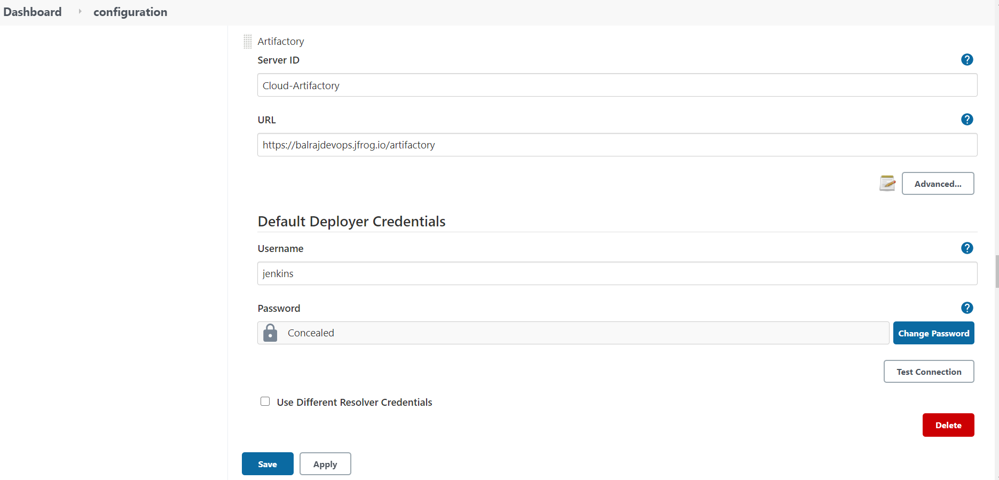 Dashboard configuration
Artifactory
Server ID
?
Cloud-Artifactory
URL
?
https://balrajdevops.jfrog.io/artifactory
Advanced...
Default Deployer Credentials
Username
?
jenkins
Password
?
Concealed
Change Password
Test Connection
Use Different Resolver Credentials
Delete
Save
Apply